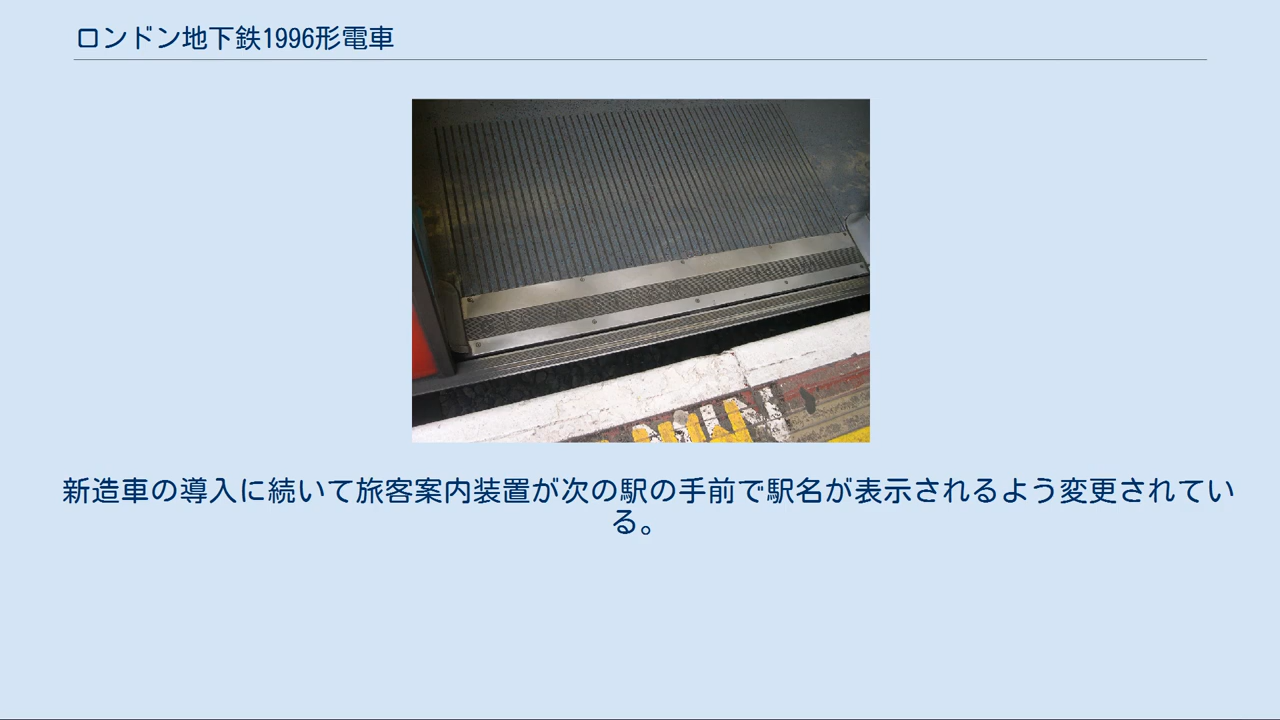 ロンドン地下鉄1996形電車
新造車の導入に続いて旅客案内装置が次の駅の手前で駅名が表示されるよう変更されてい
る。